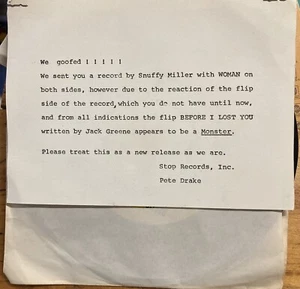 We goofed ! ! ! ! !
We sent you a record by Snuffy Miller with WOMAN on
both sides, however due to the reaction of the flip
side of the record, which you do not have until now,
and from all indications the flip BEFORE I LOST YOU
written by Jack Greene appears to be a Monster.
Please treat this as a new release as we are.
Stop Records, Inc.
Pete Drake